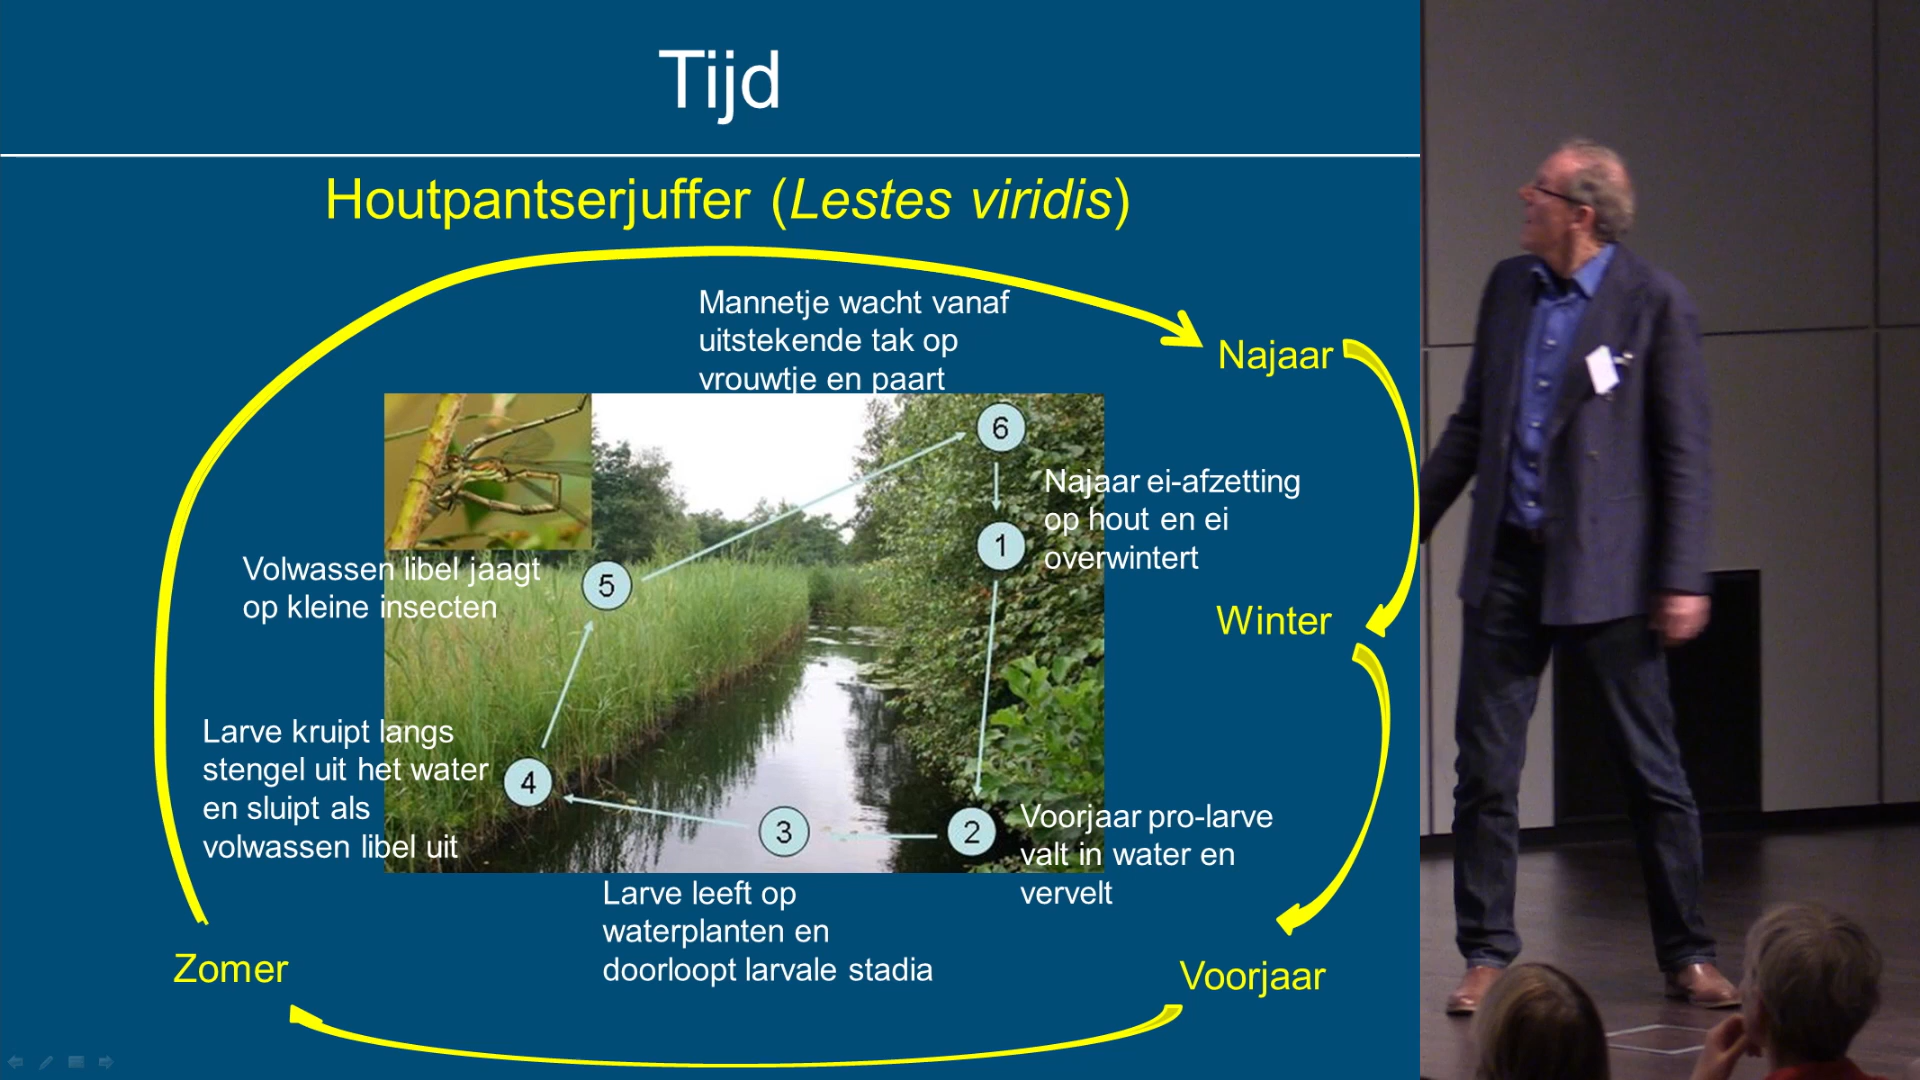 Tijd
Houtpantserjuffer (Lestes viridis)
Mannetje wacht vanaf
uitstekende tak op
vrouwtje en paart
Najaar
6
Najaar ei-afzetting
op hout en ei
overwintert
1
Volwassen libel jaagt
op kleine insecten
5
Winter
Larve kruipt langs
stengel uit het water
en sluipt als
volwassen libel uit
4
3
2
Voorjaar pro-larve
valt in water en
vervelt
Larve leeft op
waterplanten en
doorloopt larvale stadia
Zomer
Voorjaar